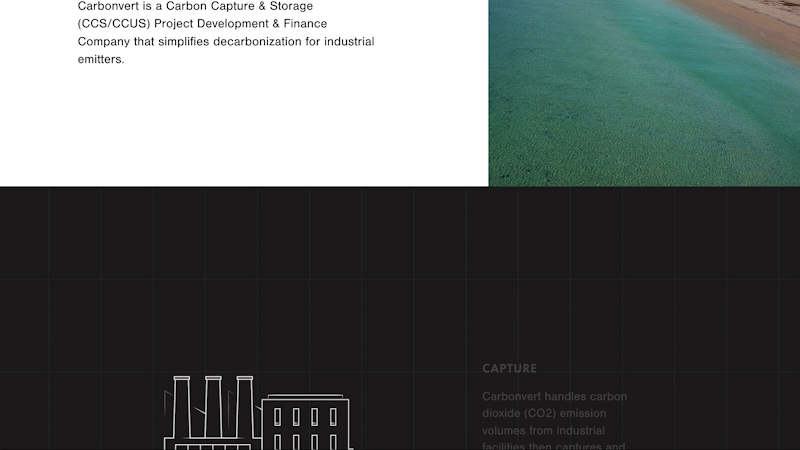 Carbonvert is a Carbon Capture & Storage
(CCS/CCUS) Project Development & Finance
Company that simplifies decarbonization for industrial
emitters.
CAPTURE
Carbonvert handles carbon
dioxide (CO2) emission
volumes from industrial
facilities then captures and